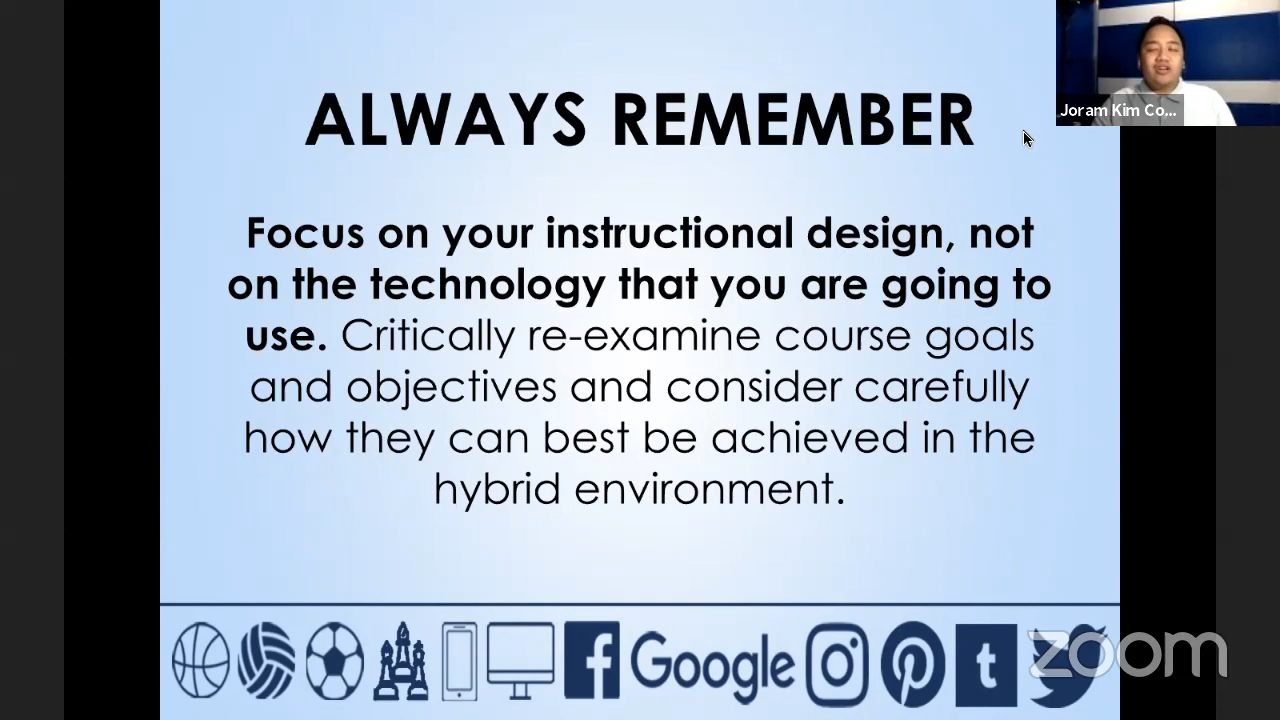 ALWAYS REMEMBER
Joram Kim Co...
Focus on your instructional design, not
on the technology that you are going to
use. Critically re-examine course goals
and objectives and consider carefully
how they can best be achieved in the
hybrid environment.
f Google t
zoom